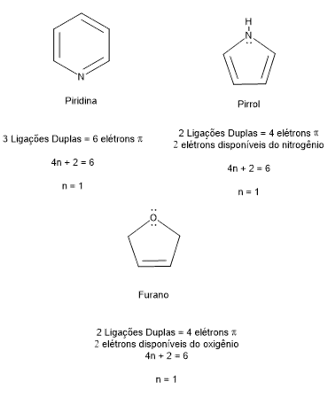 N
Piridina
3 Ligações Duplas = 6 elétrons π
4n + 2 = 6
n = 1
H
N
Pirrol
2 Ligações Duplas = 4 elétrons π
2 elétrons disponíveis do nitrogênio
4n + 2 = 6
n = 1
O
Furano
2 Ligações Duplas = 4 elétrons π
2 elétrons disponíveis do oxigênio
4n + 2 = 6
n = 1